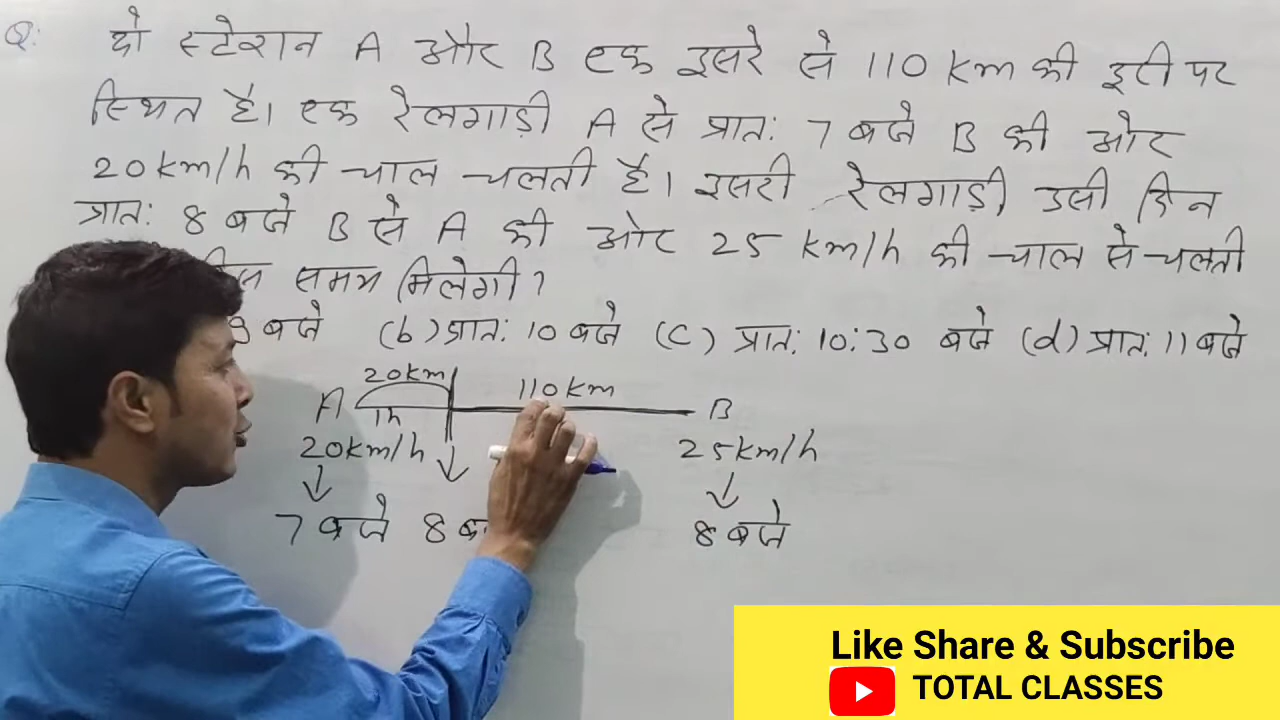 Q: दो स्टेशन A और B एक दूसरे से 110 km की दूरी पर
स्थित है। एक रेलगाड़ी A से प्रातः 7 बजे B की ओर
20 km/h की चाल चलती है। दूसरी रेलगाड़ी उसी दिन
प्रातः 8 बजे B से A की ओर 25 km/h की चाल से चलती
समय मिलेगी?
बजे (b) प्रातः 10 बजे (c) प्रातः 10:30 बजे (d) प्रातः 11 बजे
20 km 110 km
A 1h B
20 km/h 25 km/h
7 बजे 8 8 बजे
Like Share & Subscribe
TOTAL CLASSES